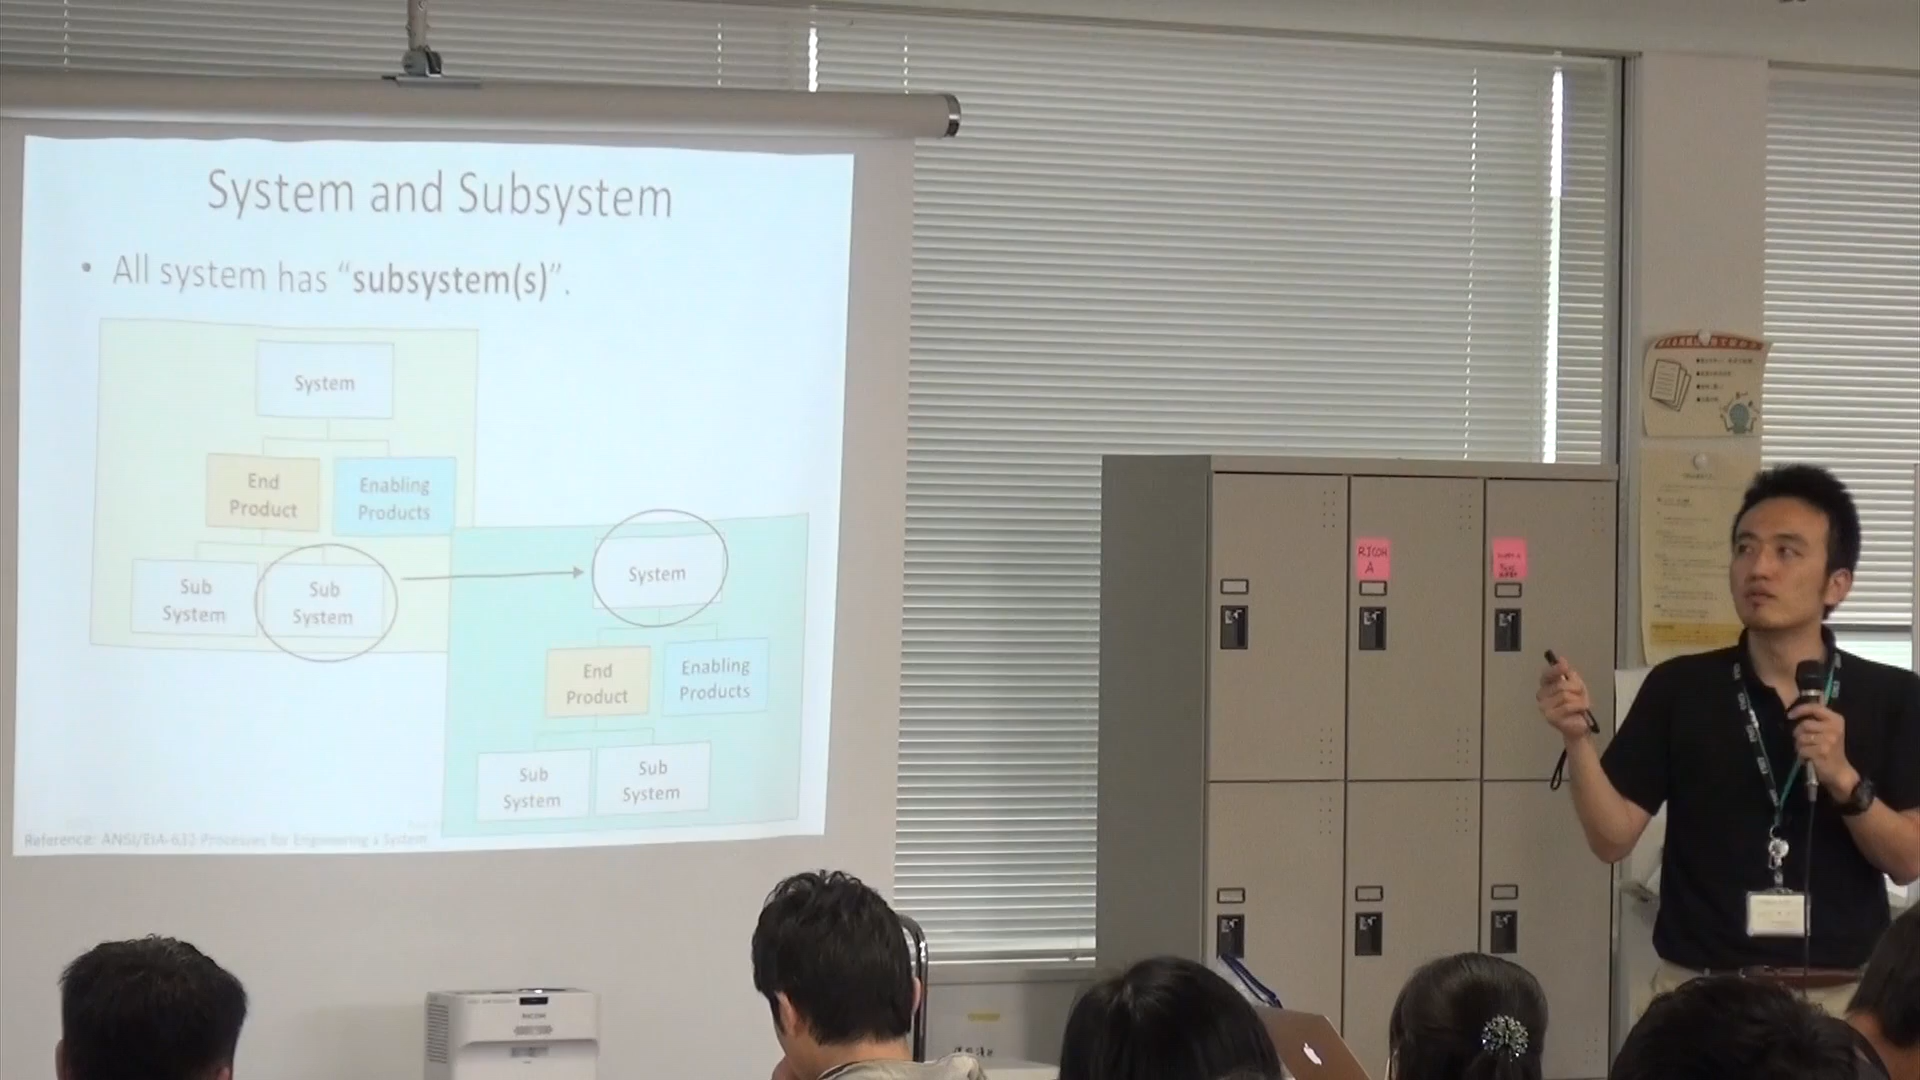 System and Subsystem
• All system has “subsystem(s)”.
System
End
Product
Enabling
Products
Sub
System
Sub
System
System
End
Product
Enabling
Products
Sub
System
Sub
System
Reference: ANSI/EIA-632 Processes for Engineering a System
RICOH
A
RICOH